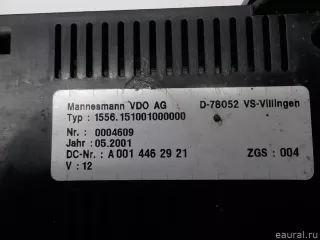 Mannesmann VDO AG D-78052 VS-Villingen
Typ : 1556.151001000000
Nr. : 0004609
Jahr : 05.2001
DC-Nr. : A 001 446 29 21 ZGS : 004
V : 12
eaural.ru